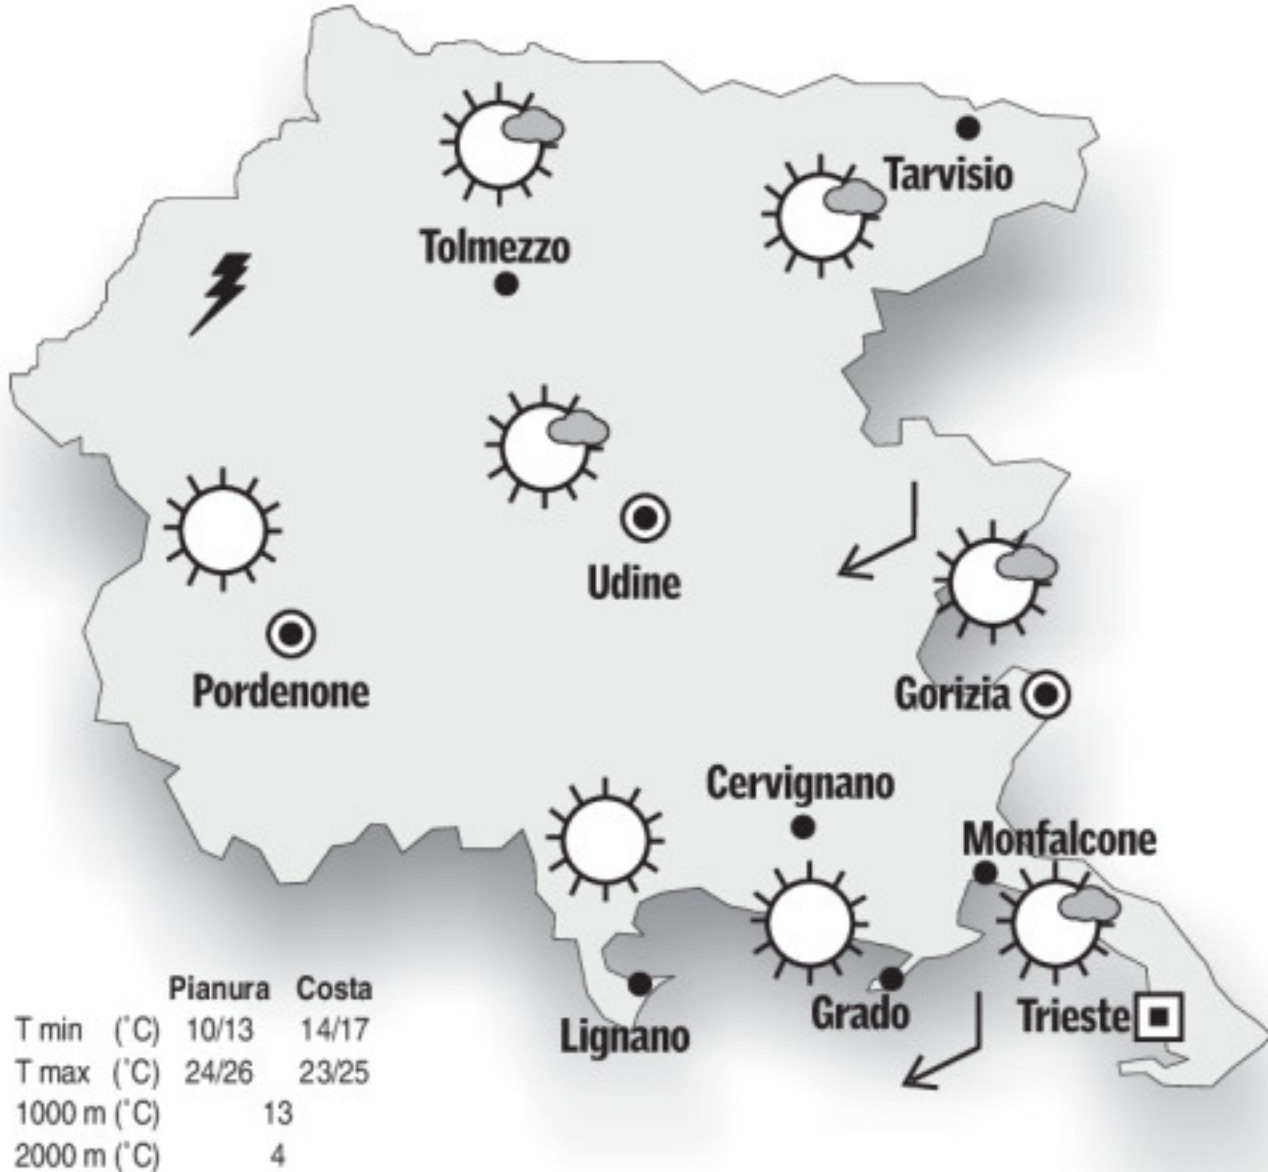 Tarvisio
Tolmezzo
Udine
Pordenone
Gorizia
Cervignano
Monfalcone
Grado
Trieste
Lignano
Pianura Costa
T min (°C) 10/13 14/17
T max (°C) 24/26 23/25
1000 m (°C) 13
2000 m (°C) 4